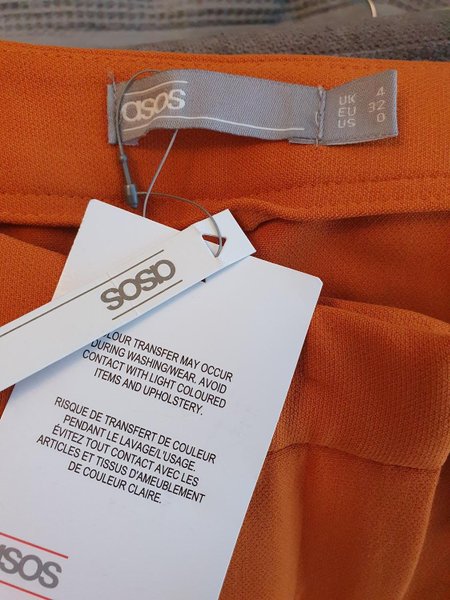 asos
UK 4
EU 32
US 0
asos
COLOUR TRANSFER MAY OCCUR
DURING WASHING/WEAR. AVOID
CONTACT WITH LIGHT COLOURED
ITEMS AND UPHOLSTERY.
RISQUE DE TRANSFERT DE COULEUR
PENDANT LE LAVAGE/L'USAGE.
ÉVITEZ TOUT CONTACT AVEC LES
ARTICLES ET TISSUS D'AMEUBLEMENT
DE COULEUR CLAIRE.
asos